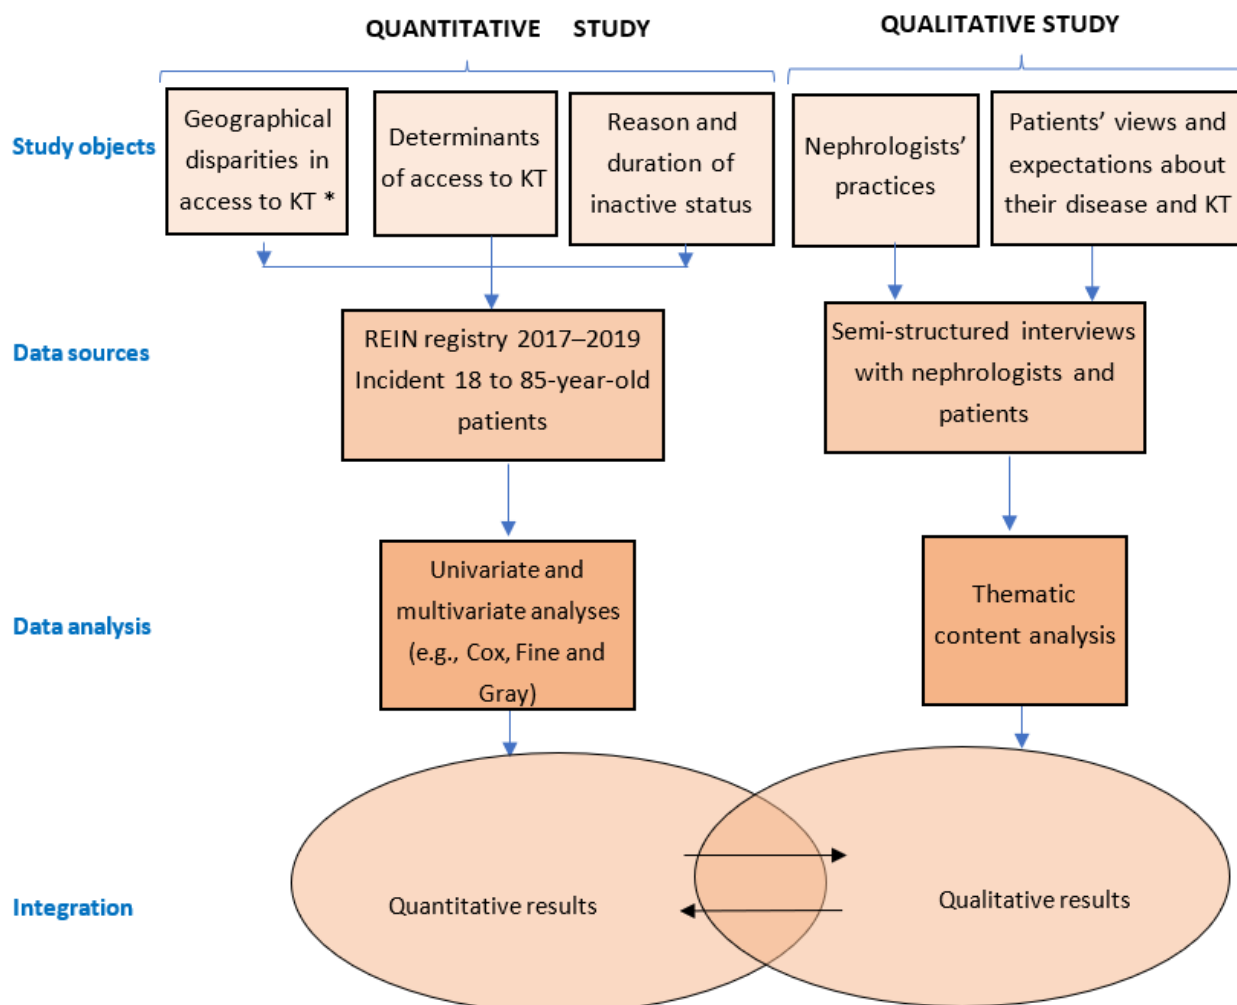 QUANTITATIVE STUDY
QUALITATIVE STUDY
Study objects
Geographical
disparities in
access to KT *
Determinants
of access to KT
Reason and
duration of
inactive status
Nephrologists’
practices
Patients’ views and
expectations about
their disease and KT
Data sources
REIN registry 2017–2019
Incident 18 to 85-year-old
patients
Semi-structured interviews
with nephrologists and
patients
Data analysis
Univariate and
multivariate analyses
(e.g., Cox, Fine and
Gray)
Thematic
content analysis
Integration
Quantitative results
Qualitative results